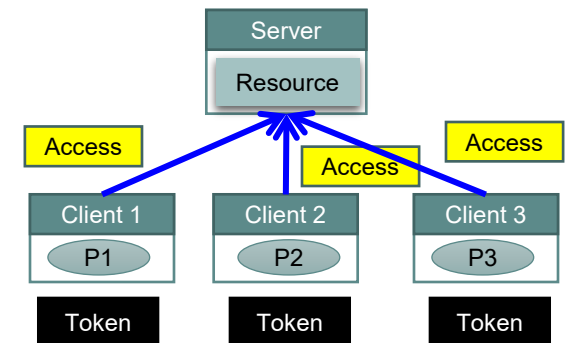 Server
Resource
Access
Access
Access
Client 1
Client 2
Client 3
P1
P2
P3
Token
Token
Token